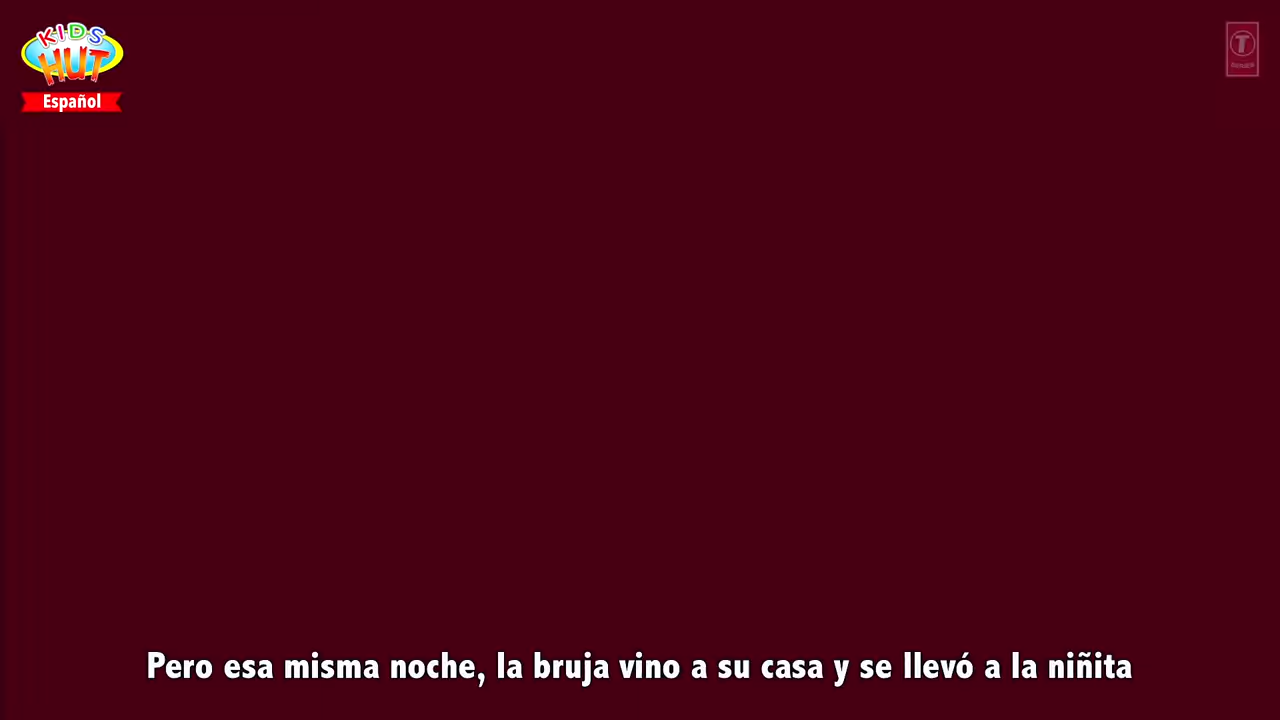 KIDS
HUT
Español
T
Pero esa misma noche, la bruja vino a su casa y se llevó a la niñita